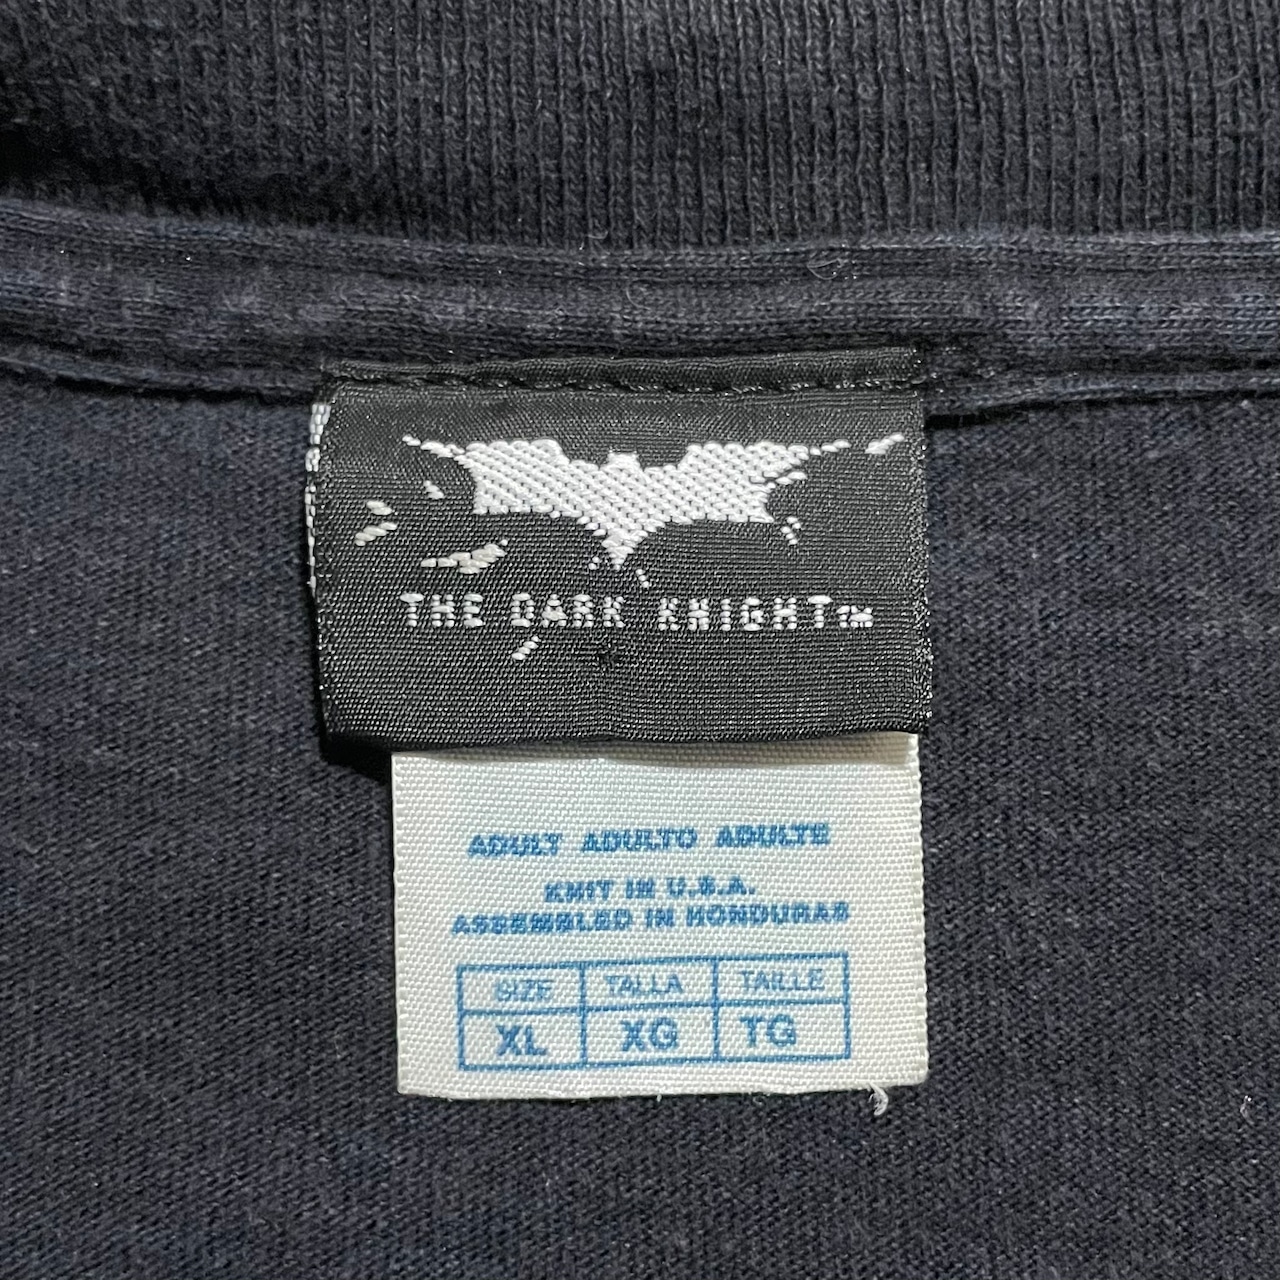 THE DARK KNIGHT™
ADULT ADULTO ADULTE
KNIT IN U.S.A.
ASSEMBLED IN HONDURAS
SIZE TALLA TAILLE
XL XG TG